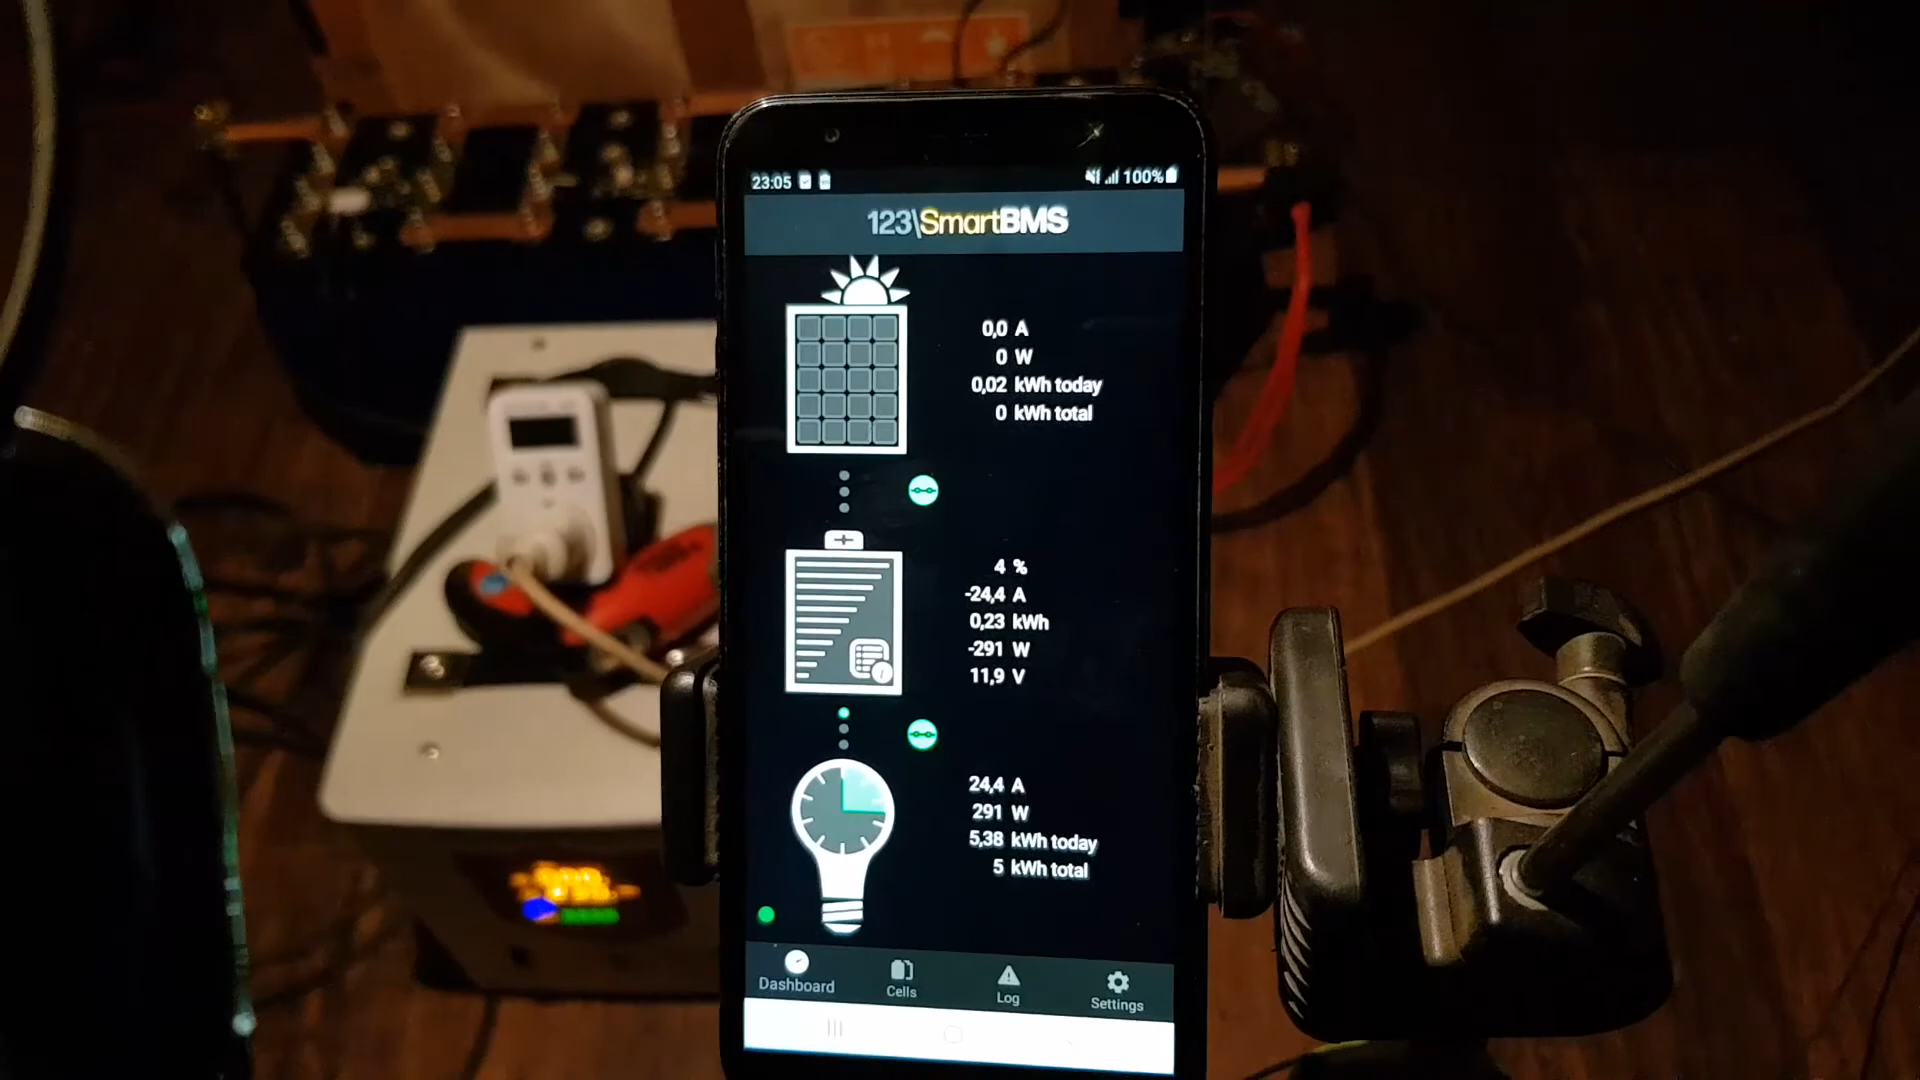 23:05 100%
123\SmartBMS
0,0 A
0 W
0,02 kWh today
0 kWh total
4 %
-24,4 A
0,23 kWh
-291 W
11,9 V
24,4 A
291 W
5,38 kWh today
5 kWh total
Dashboard
Cells
Log
Settings